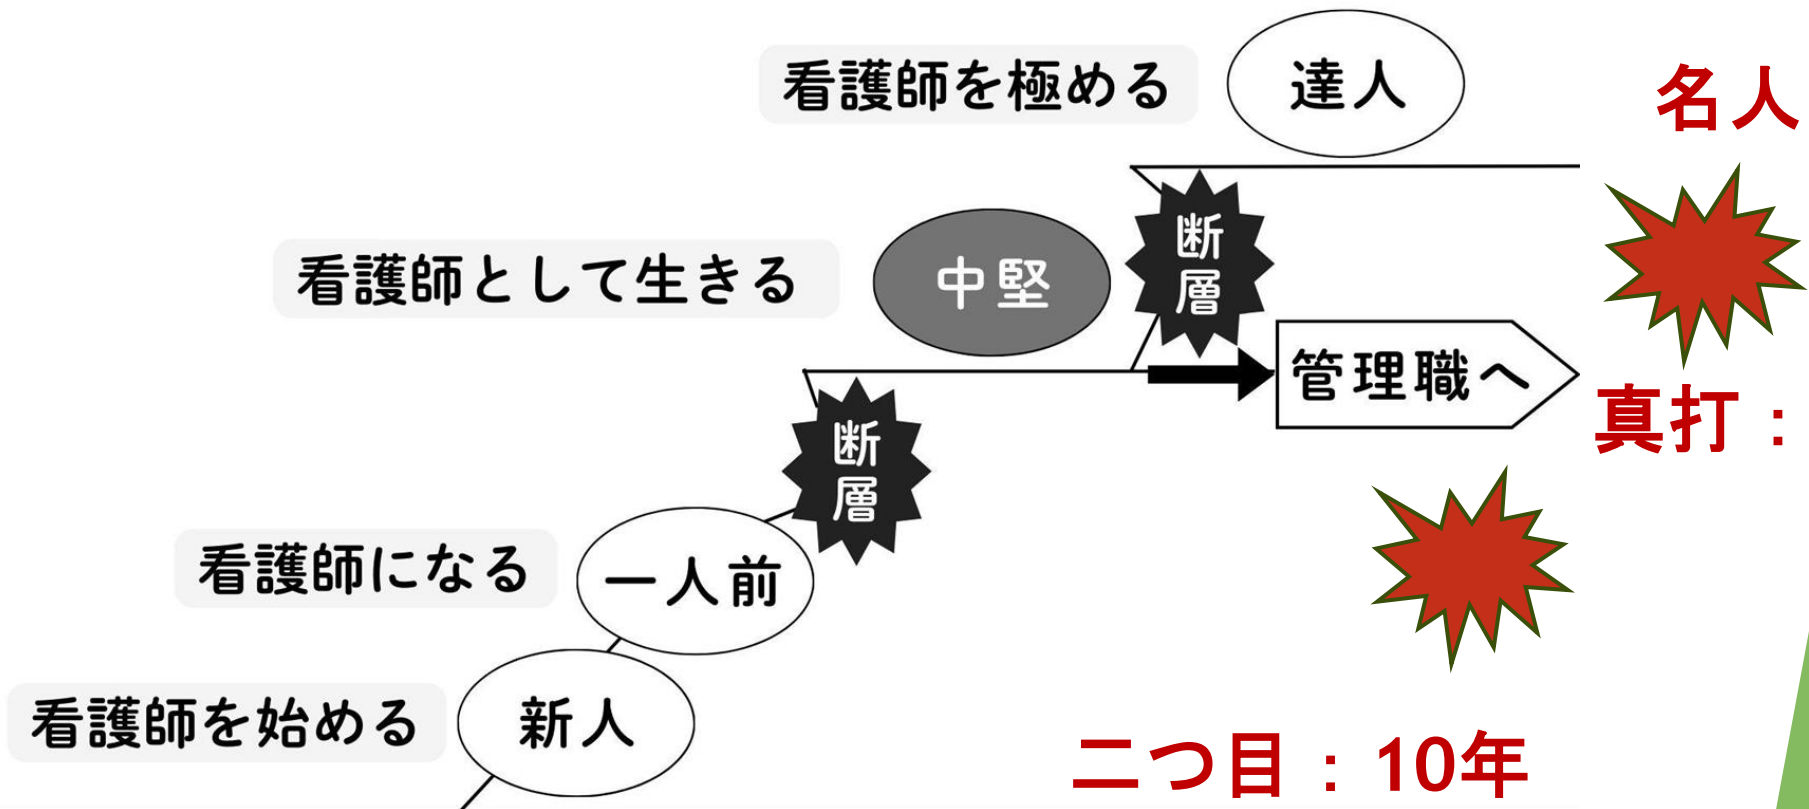 看護師を極める
達人
名人
断層
看護師として生きる
中堅
管理職へ
真打：
断層
看護師になる
一人前
看護師を始める
新人
二つ目：10年